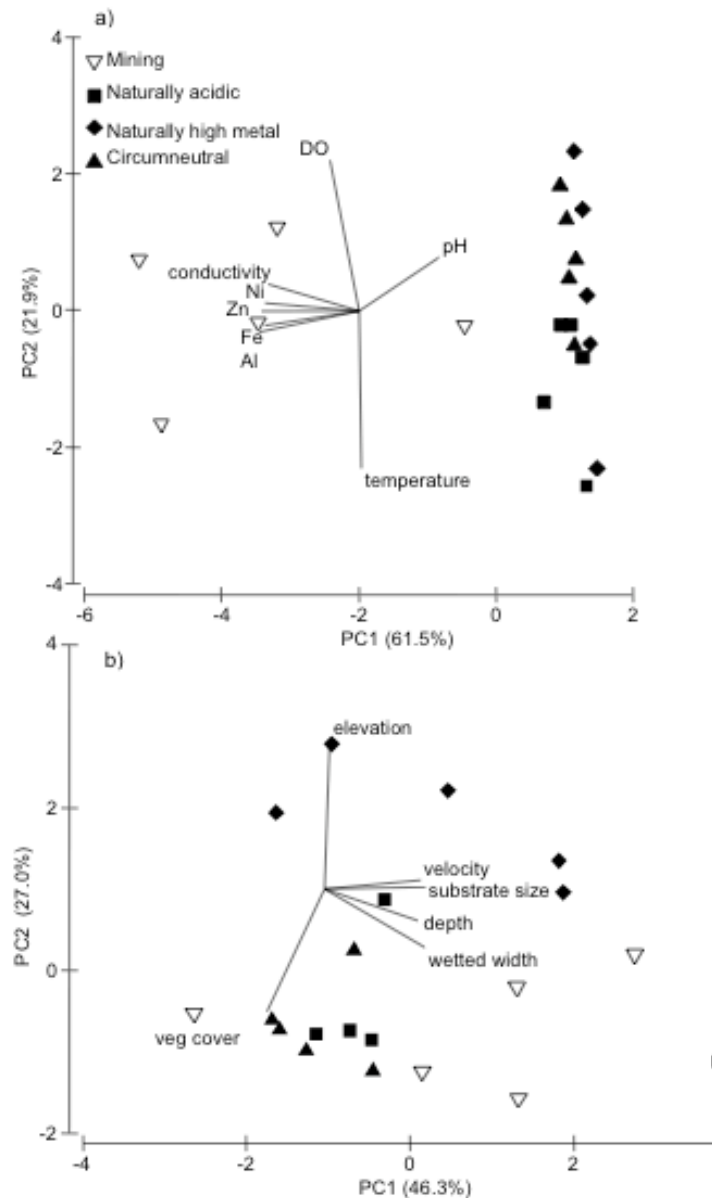 a)
4
Mining
Naturally acidic
Naturally high metal
Circumneutral
2
DO
pH
conductivity
Ni
Zn
Fe
Al
0
PC2 (21.9%)
-2
temperature
-4
-6 -4 -2 0 2
PC1 (61.5%)
4
b)
elevation
2
velocity
substrate size
depth
wetted width
PC2 (27.0%)
0
veg cover
-2
-4 -2 0 2
PC1 (46.3%)